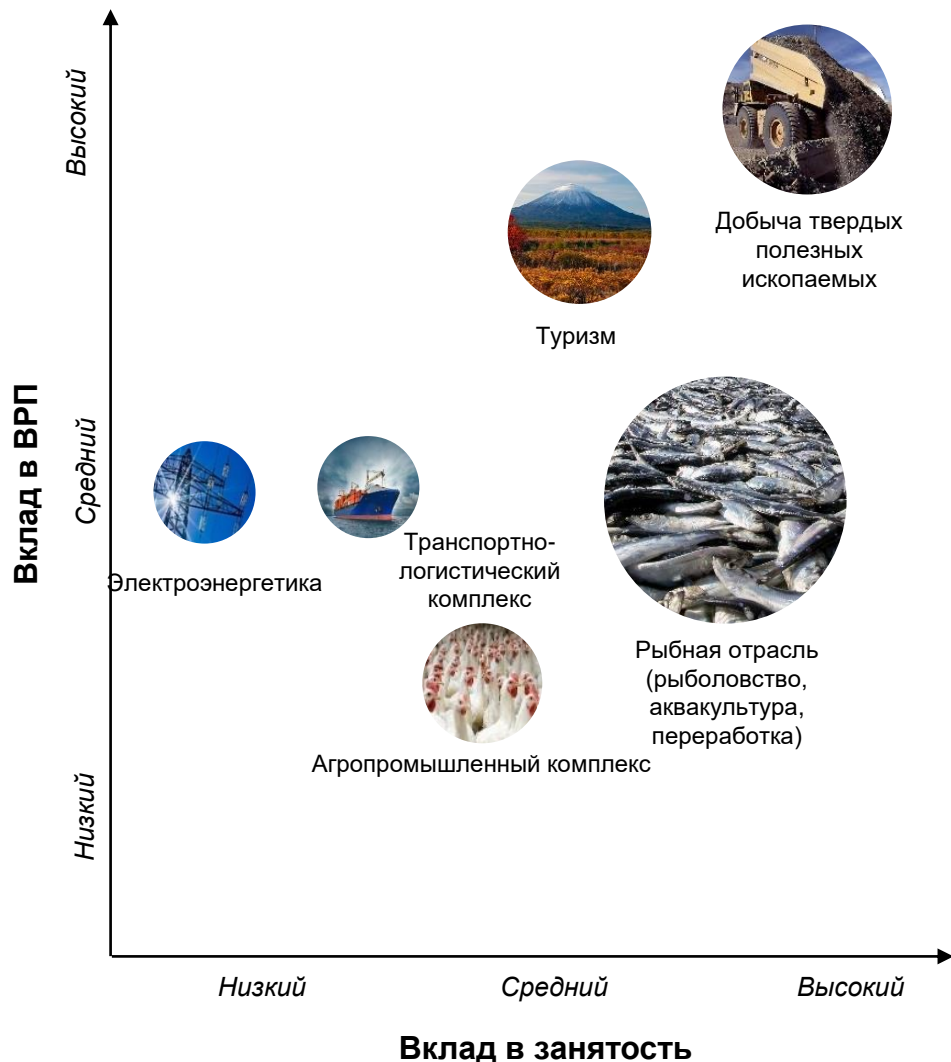 Высокий
Добыча твердых
полезных
ископаемых
Туризм
Вклад в ВРП
Средний
Электроэнергетика
Транспортно-
логистический
комплекс
Рыбная отрасль
(рыболовство,
аквакультура,
переработка)
Агропромышленный комплекс
Низкий
Низкий
Средний
Высокий
Вклад в занятость